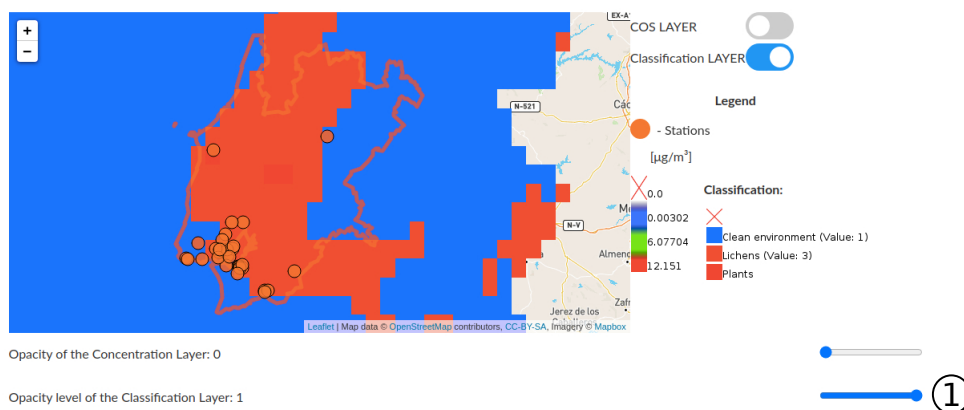 +
−
EX-A
COS LAYER
Classification LAYER
N-521
Các
Legend
- Stations
[µg/m³]
0.0
Classification:
0.00302
6.07704
12.151
Clean environment (Value: 1)
Lichens (Value: 3)
Plants
N-V
Almend
Zafr
Jerez de los
Leaflet | Map data © OpenStreetMap contributors, CC-BY-SA, Imagery © Mapbox
Opacity of the Concentration Layer: 0
Opacity level of the Classification Layer: 1
①